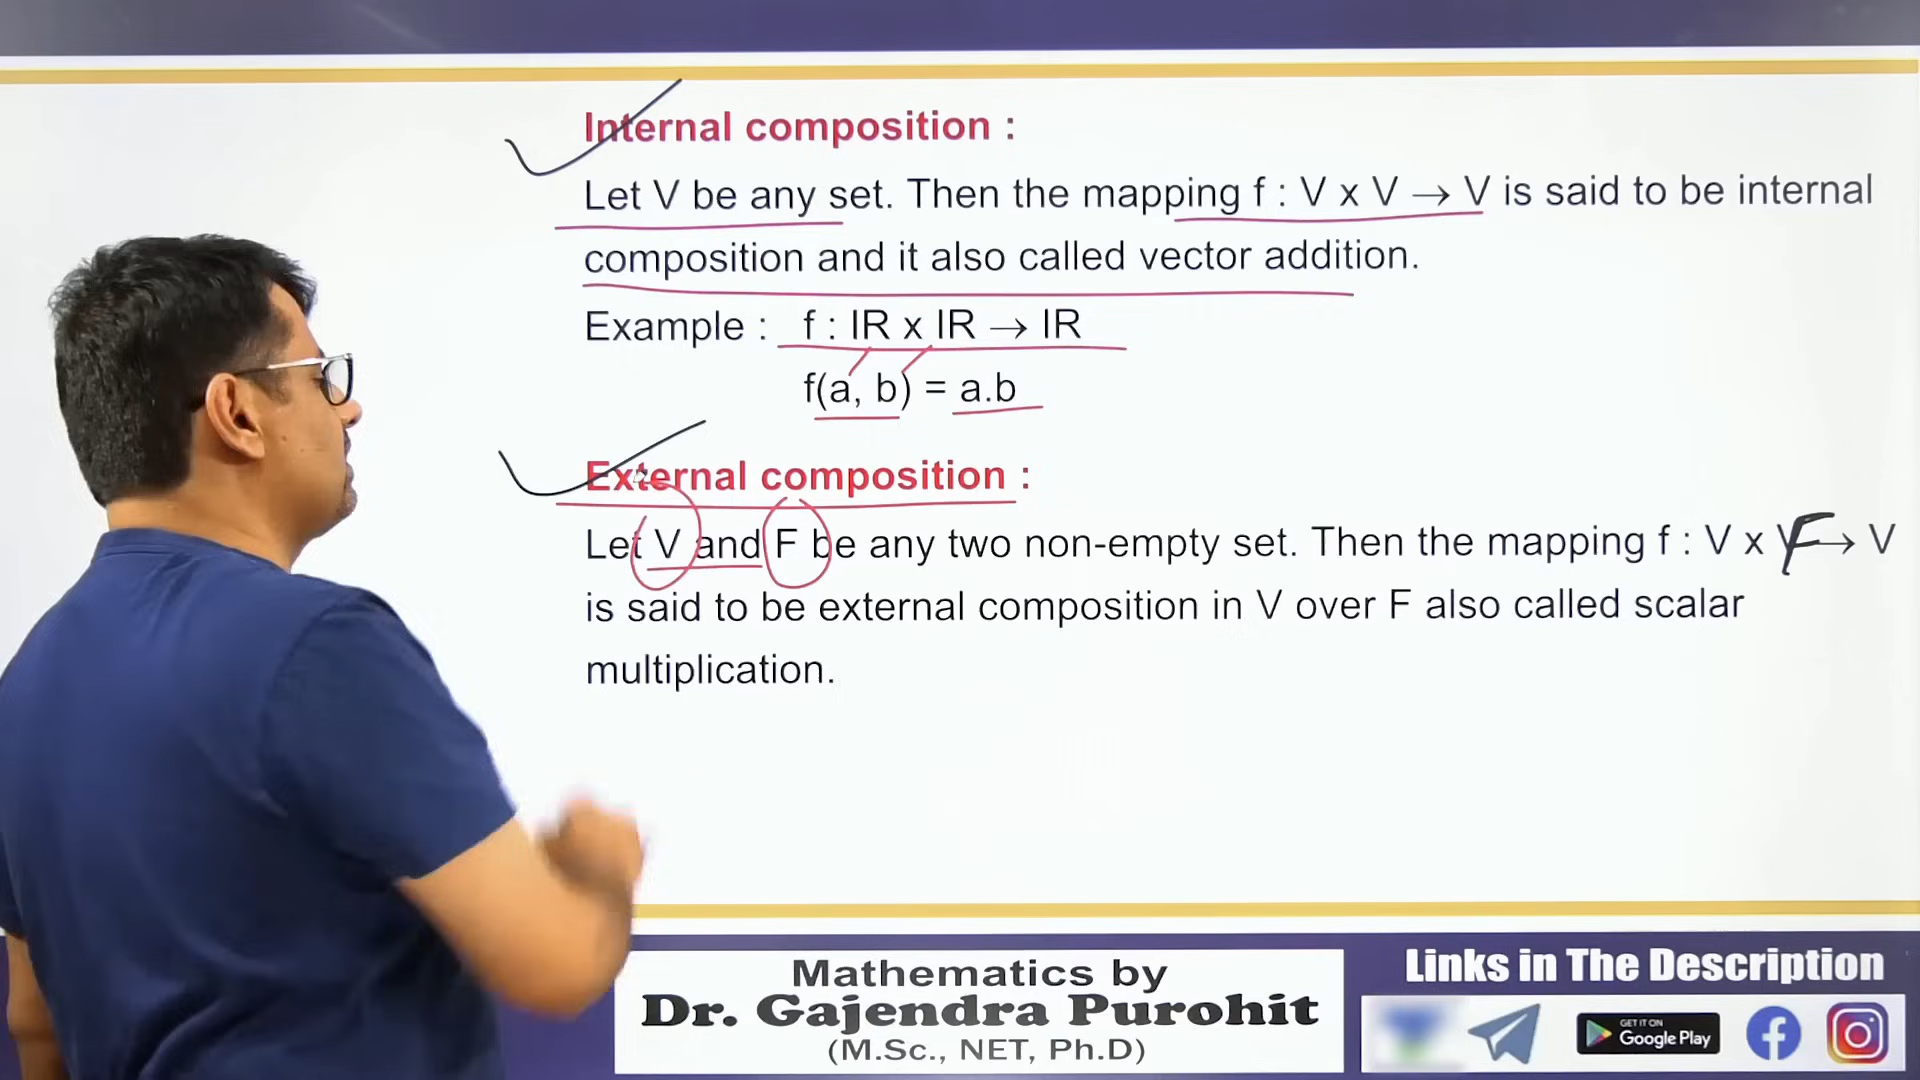 Internal composition :
Let V be any set. Then the mapping f : V x V → V is said to be internal
composition and it also called vector addition.
Example : f : IR x IR → IR
f(a, b) = a.b
External composition :
Let V and F be any two non-empty set. Then the mapping f : V x F → V
is said to be external composition in V over F also called scalar
multiplication.
Mathematics by
Dr. Gajendra Purohit
(M.Sc., NET, Ph.D)
Links in The Description
GET IT ON
Google Play